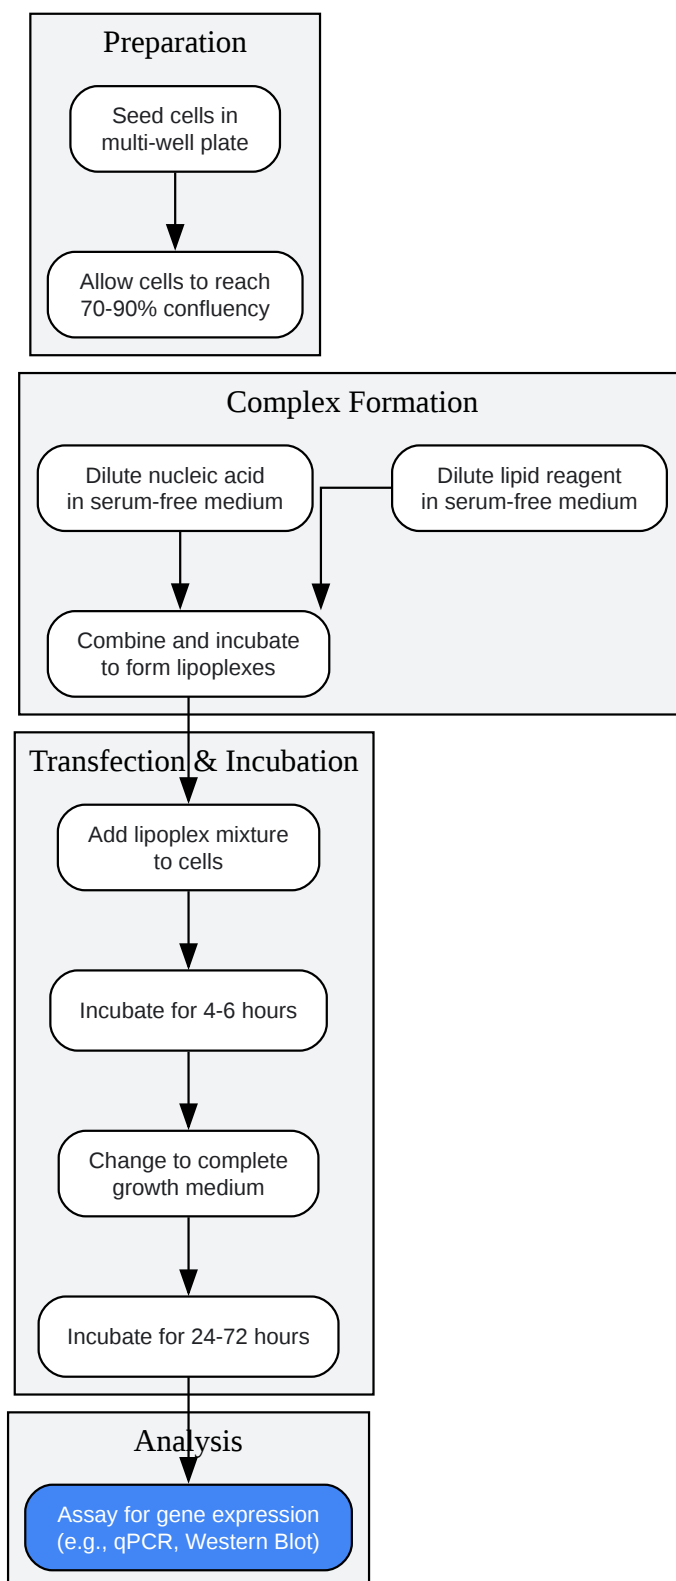 Preparation
Seed cells in
multi-well plate
Allow cells to reach
70-90% confluency
Complex Formation
Dilute nucleic acid
in serum-free medium
Dilute lipid reagent
in serum-free medium
Combine and incubate
to form lipoplexes
Transfection & Incubation
Add lipoplex mixture
to cells
Incubate for 4-6 hours
Change to complete
growth medium
Incubate for 24-72 hours
Analysis
Assay for gene expression
(e.g., qPCR, Western Blot)